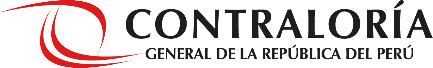 CONTRALORÍA
GENERAL DE LA REPÚBLICA DEL PERÚ